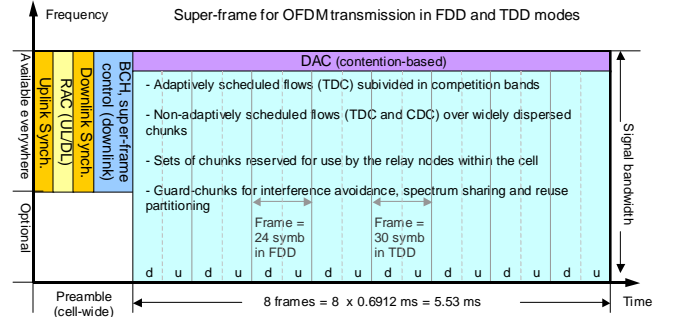 Frequency
Super-frame for OFDM transmission in FDD and TDD modes
Available everywhere
Optional
Uplink Synch.
RAC (UL/DL)
Downlink Synch.
BCH, super-frame
control (downlink)
DAC (contention-based)
- Adaptively scheduled flows (TDC) subivided in competition bands
- Non-adaptively scheduled flows (TDC and CDC) over widely dispersed
chunks
- Sets of chunks reserved for use by the relay nodes within the cell
- Guard-chunks for interference avoidance, spectrum sharing and reuse
partitioning
Frame =
24 symb
in FDD
Frame =
30 symb
in TDD
d u d u d u d u d u d u d u d u
Signal bandwidth
Preamble
(cell-wide)
8 frames = 8 x 0.6912 ms = 5.53 ms
Time